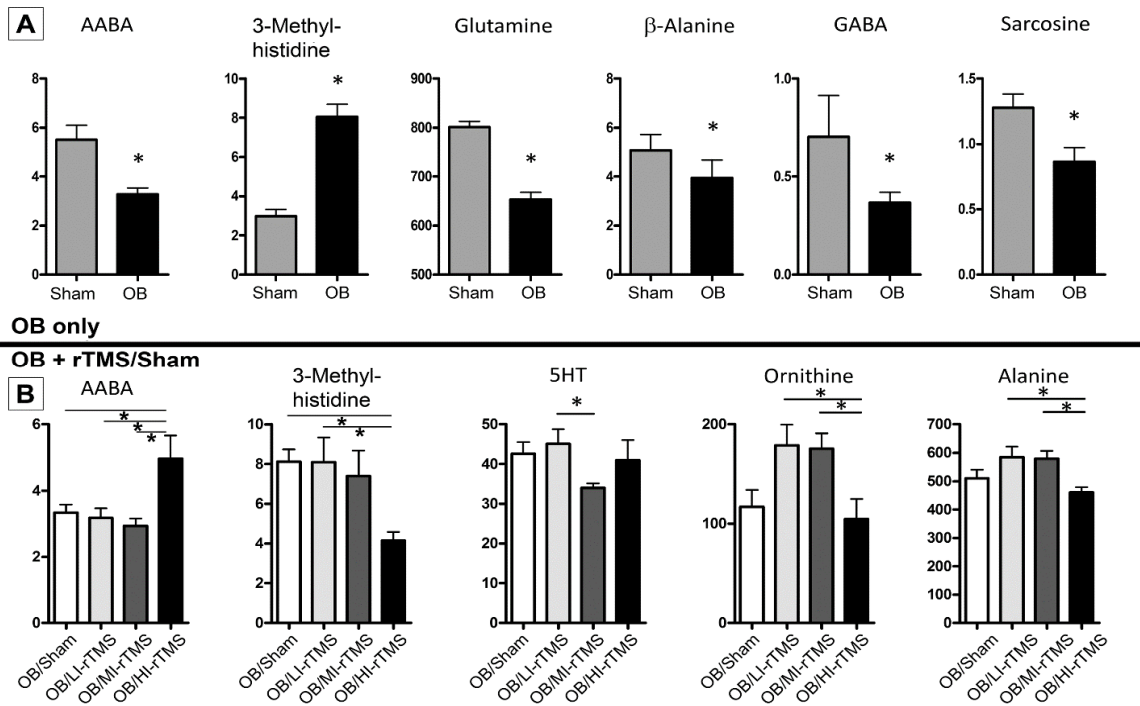 A
AABA
3-Methyl-
histidine
Glutamine
β-Alanine
GABA
Sarcosine
8
6
4
2
0
*
Sham
OB
10
8
6
4
2
0
*
Sham
OB
900
800
700
600
500
*
Sham
OB
8
6
4
2
0
*
Sham
OB
1.0
0.5
0.0
*
Sham
OB
1.5
1.0
0.5
0.0
*
Sham
OB
OB only
OB + rTMS/Sham
B
AABA
3-Methyl-
histidine
5HT
Ornithine
Alanine
6
4
2
0
*
*
*
OB/Sham
OB/LI-rTMS
OB/MI-rTMS
OB/HI-rTMS
10
8
6
4
2
0
*
*
OB/Sham
OB/LI-rTMS
OB/MI-rTMS
OB/HI-rTMS
50
40
30
20
10
0
*
OB/Sham
OB/LI-rTMS
OB/MI-rTMS
OB/HI-rTMS
200
100
0
*
*
OB/Sham
OB/LI-rTMS
OB/MI-rTMS
OB/HI-rTMS
700
600
500
400
300
200
100
0
*
*
OB/Sham
OB/LI-rTMS
OB/MI-rTMS
OB/HI-rTMS